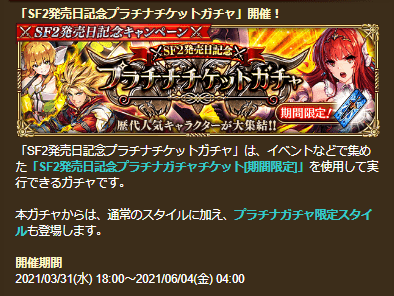 「SF2発売日記念プラチナチケットガチャ」開催！
SF2発売日記念キャンペーン
SF2発売日記念
プラチナチケットガチャ
期間限定!
歴代人気キャラクターが大集結!!
「SF2発売日記念プラチナチケットガチャ」は、イベントなどで集め
た「SF2発売日記念プラチナガチャチケット[期間限定]」を使用して実
行できるガチャです。
本ガチャからは、通常のスタイルに加え、プラチナガチャ限定スタイ
ルも登場します。
開催期間
2021/03/31(水) 18:00～2021/06/04(金) 04:00